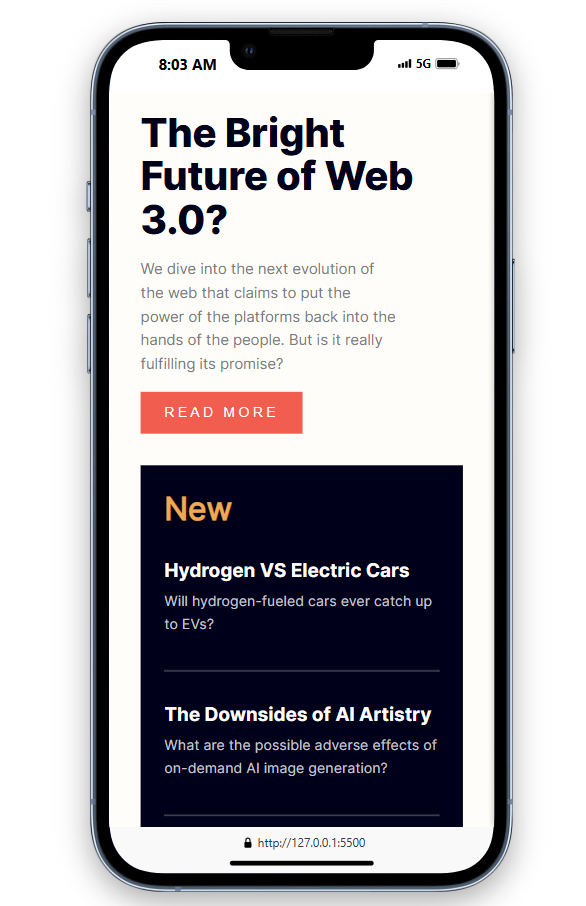 8:03 AM
5G
The Bright
Future of Web
3.0?
We dive into the next evolution of
the web that claims to put the
power of the platforms back into the
hands of the people. But is it really
fulfilling its promise?
READ MORE
New
Hydrogen VS Electric Cars
Will hydrogen-fueled cars ever catch up
to EVs?
The Downsides of AI Artistry
What are the possible adverse effects of
on-demand AI image generation?
http://127.0.0.1:5500